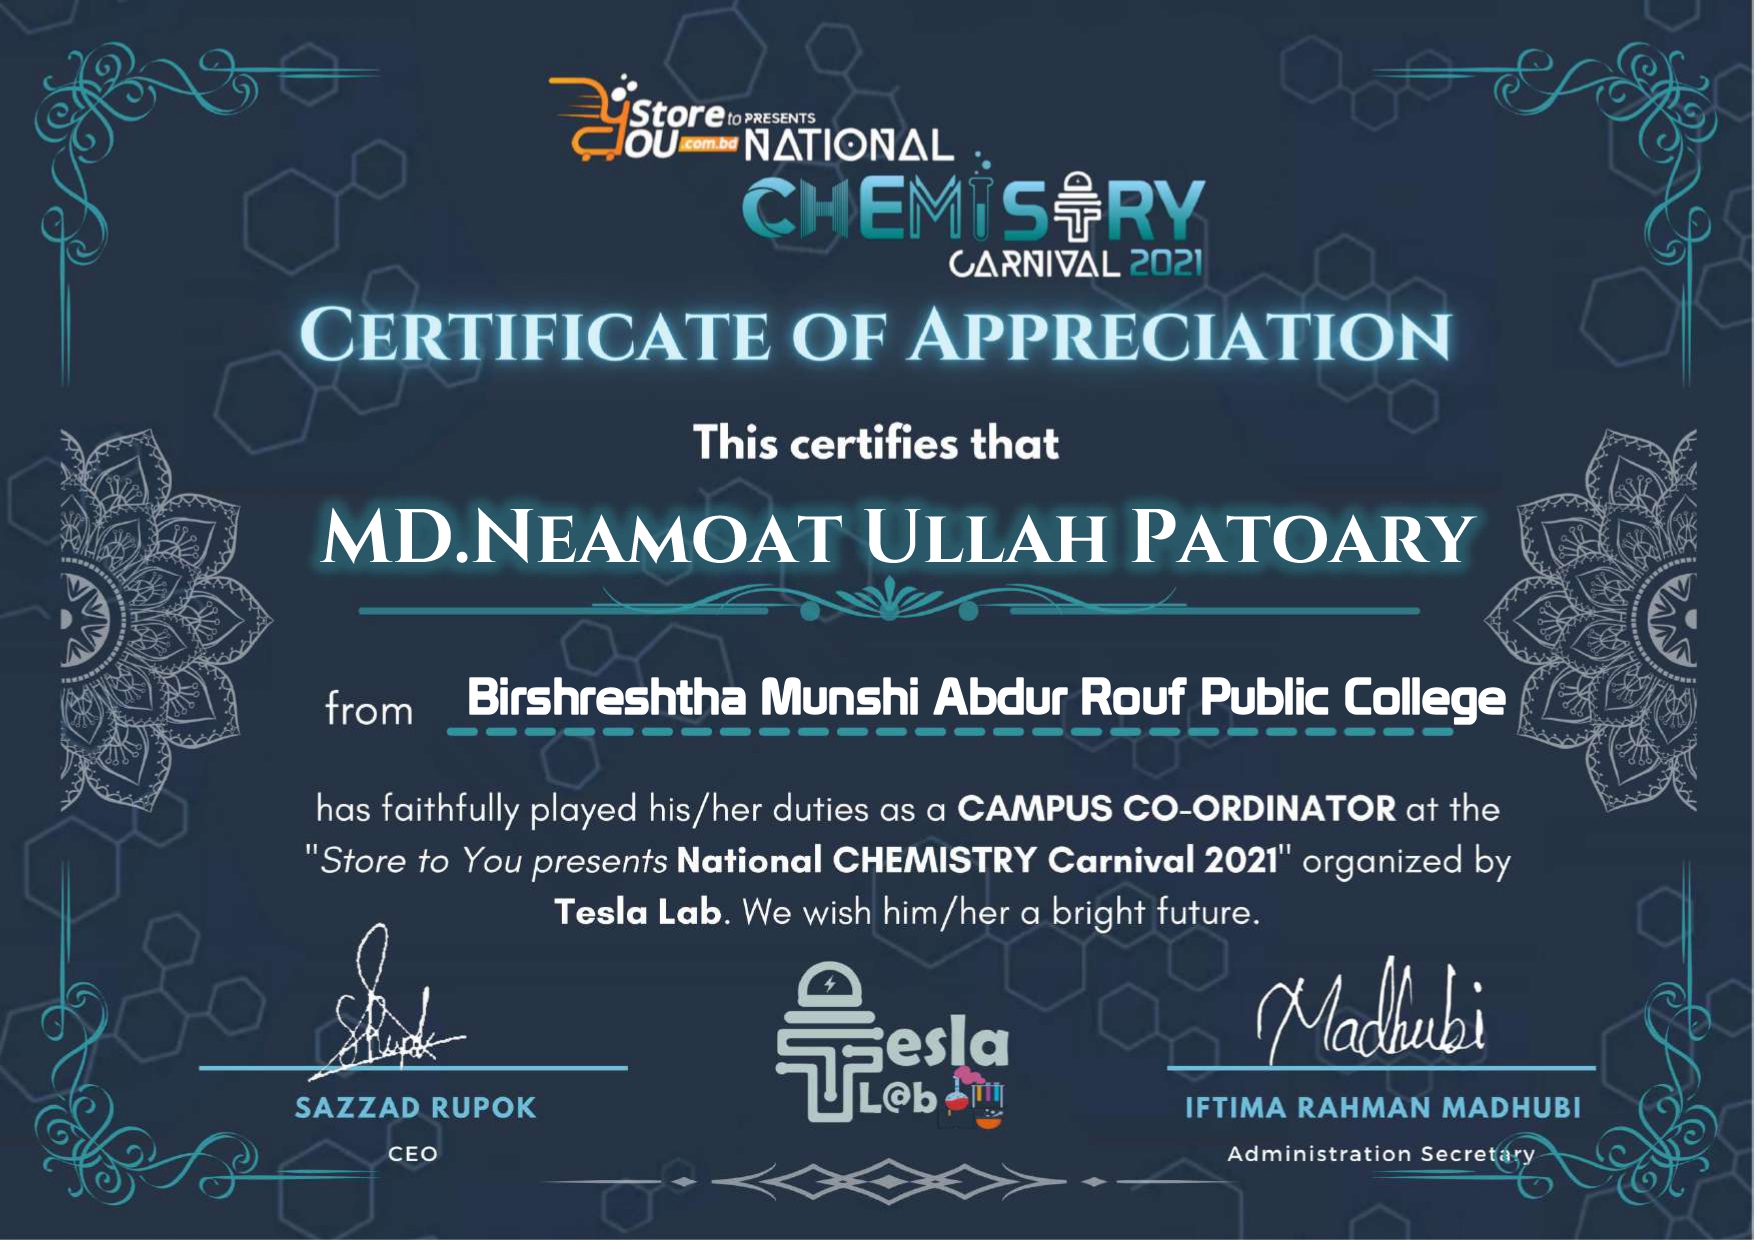 Store to PRESENTS
YOU .com.bd NATIONAL
CHEMISTRY
CARNIVAL 2021
CERTIFICATE OF APPRECIATION
This certifies that
MD.NEAMOAT ULLAH PATOARY
from Birshreshtha Munshi Abdur Rouf Public College
has faithfully played his/her duties as a CAMPUS CO-ORDINATOR at the
"Store to You presents National CHEMISTRY Carnival 2021" organized by
Tesla Lab. We wish him/her a bright future.
Rupok
Madhubi
Tesla
L@b
SAZZAD RUPOK
IFTIMA RAHMAN MADHUBI
CEO
Administration Secretary